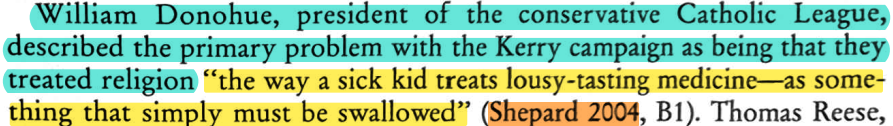 William Donohue, president of the conservative Catholic League,
described the primary problem with the Kerry campaign as being that they
treated religion “the way a sick kid treats lousy-tasting medicine—as some-
thing that simply must be swallowed” (Shepard 2004, B1). Thomas Reese,